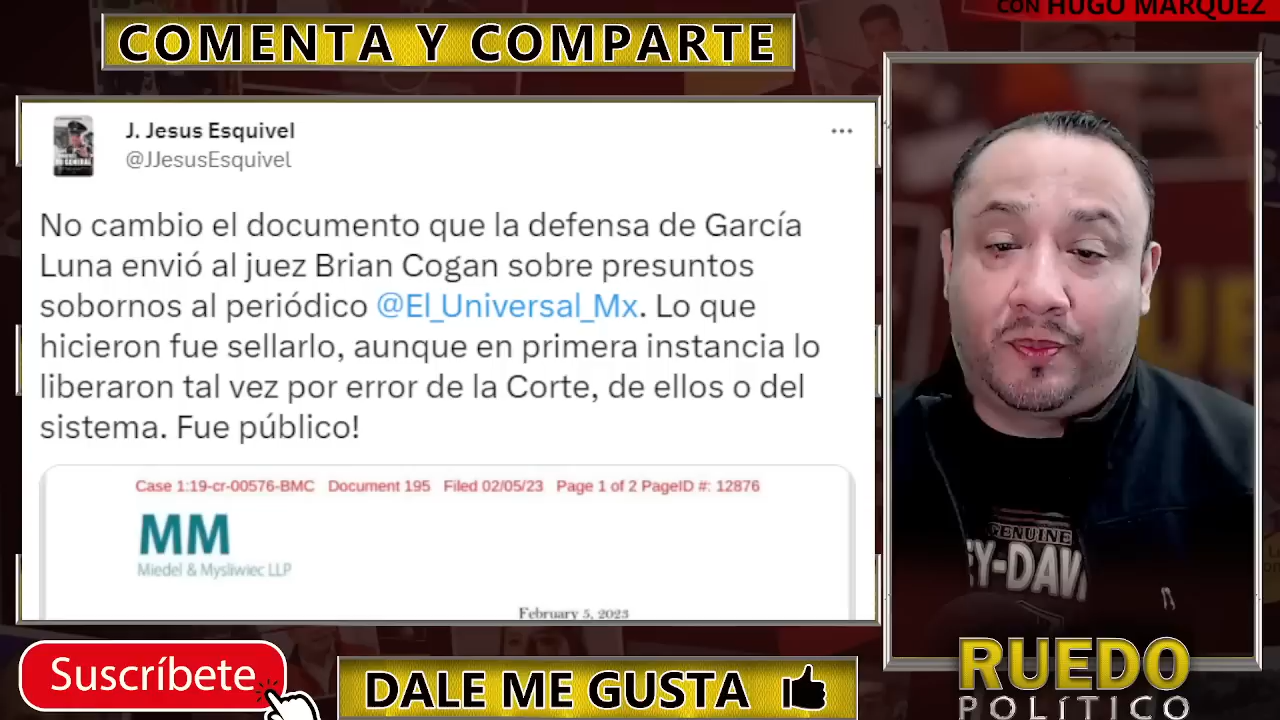 CON HUGO MÁRQUEZ
COMENTA Y COMPARTE
J. Jesus Esquivel
@JJesusEsquivel
No cambio el documento que la defensa de García
Luna envió al juez Brian Cogan sobre presuntos
sobornos al periódico @El_Universal_Mx. Lo que
hicieron fue sellarlo, aunque en primera instancia lo
liberaron tal vez por error de la Corte, de ellos o del
sistema. Fue público!
Case 1:19-cr-00576-BMC Document 195 Filed 02/05/23 Page 1 of 2 PageID #: 12876
MM
Miedel & Mysliwiec LLP
February 5, 2023
GENUINE
EY-DAVI
Suscríbete
DALE ME GUSTA
RUEDO
POLÍTICO